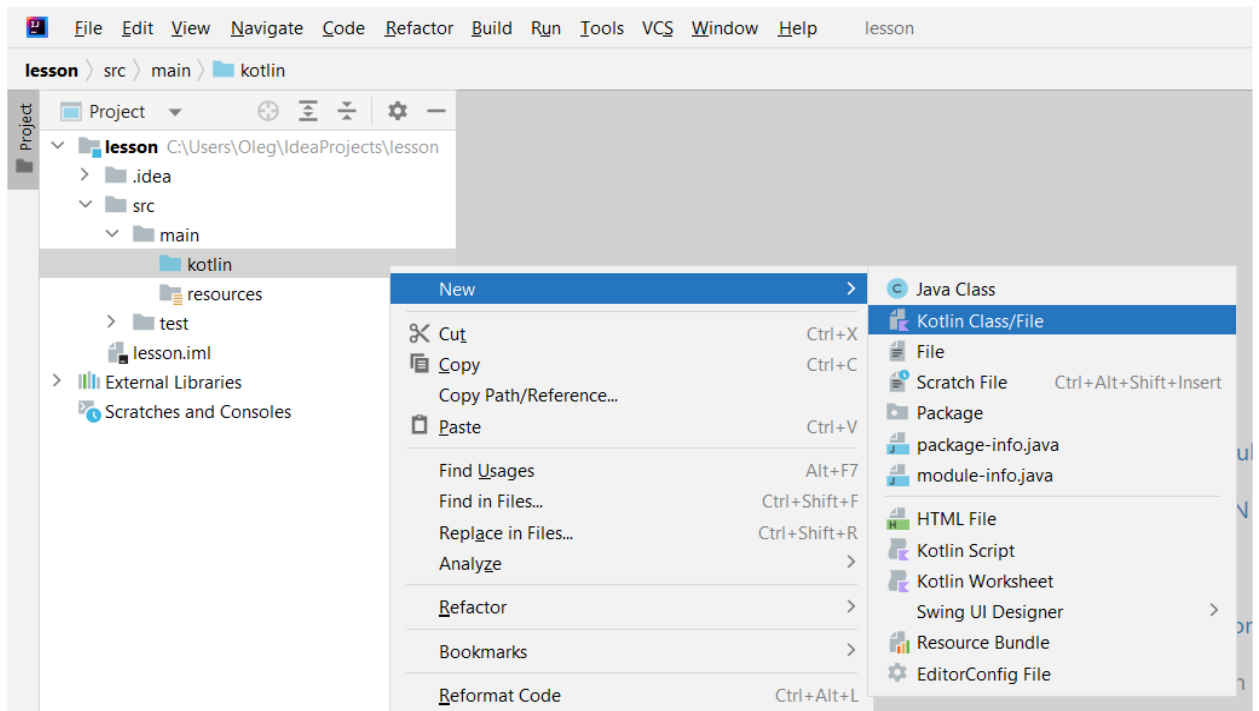 File Edit View Navigate Code Refactor Build Run Tools VCS Window Help lesson
lesson 〉 src 〉 main 〉 kotlin
Project
Project
lesson C:\Users\Oleg\IdeaProjects\lesson
.idea
src
main
kotlin
resources
test
lesson.iml
External Libraries
Scratches and Consoles
New
Cut Ctrl+X
Copy Ctrl+C
Copy Path/Reference...
Paste Ctrl+V
Find Usages Alt+F7
Find in Files... Ctrl+Shift+F
Replace in Files... Ctrl+Shift+R
Analyze
Refactor
Bookmarks
Reformat Code Ctrl+Alt+L
Java Class
Kotlin Class/File
File
Scratch File Ctrl+Alt+Shift+Insert
Package
package-info.java
module-info.java
HTML File
Kotlin Script
Kotlin Worksheet
Swing UI Designer
Resource Bundle
EditorConfig File